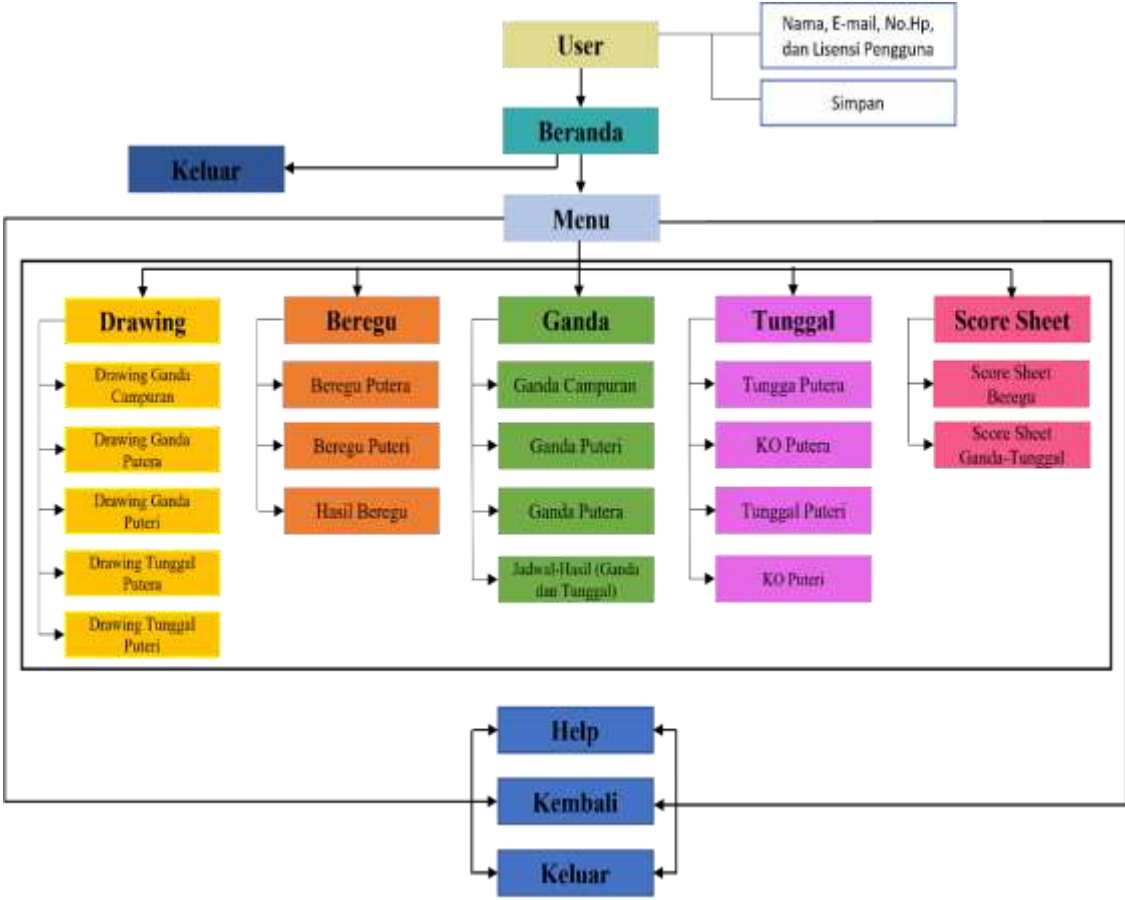 User
Nama, E-mail, No.Hp,
dan Lisensi Pengguna
Simpan
Beranda
Keluar
Menu
Drawing
Drawing Ganda
Campuran
Drawing Ganda
Putera
Drawing Ganda
Puteri
Drawing Tunggal
Putera
Drawing Tunggal
Puteri
Beregu
Beregu Putera
Beregu Puteri
Hasil Beregu
Ganda
Ganda Campuran
Ganda Puteri
Ganda Putera
Jadwal-Hasil (Ganda
dan Tanggal)
Tunggal
Tungga Putera
KO Putera
Tunggal Puteri
KO Puteri
Score Sheet
Score Sheet
Beregu
Score Sheet
Ganda-Tunggal
Help
Kembali
Keluar